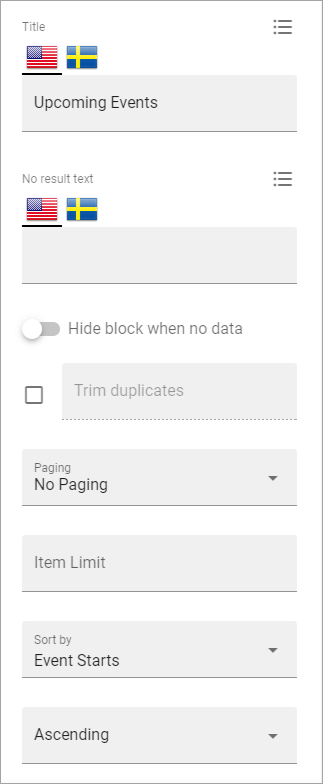 Title
Upcoming Events
No result text
Hide block when no data
Trim duplicates
Paging
No Paging
Item Limit
Sort by
Event Starts
Ascending